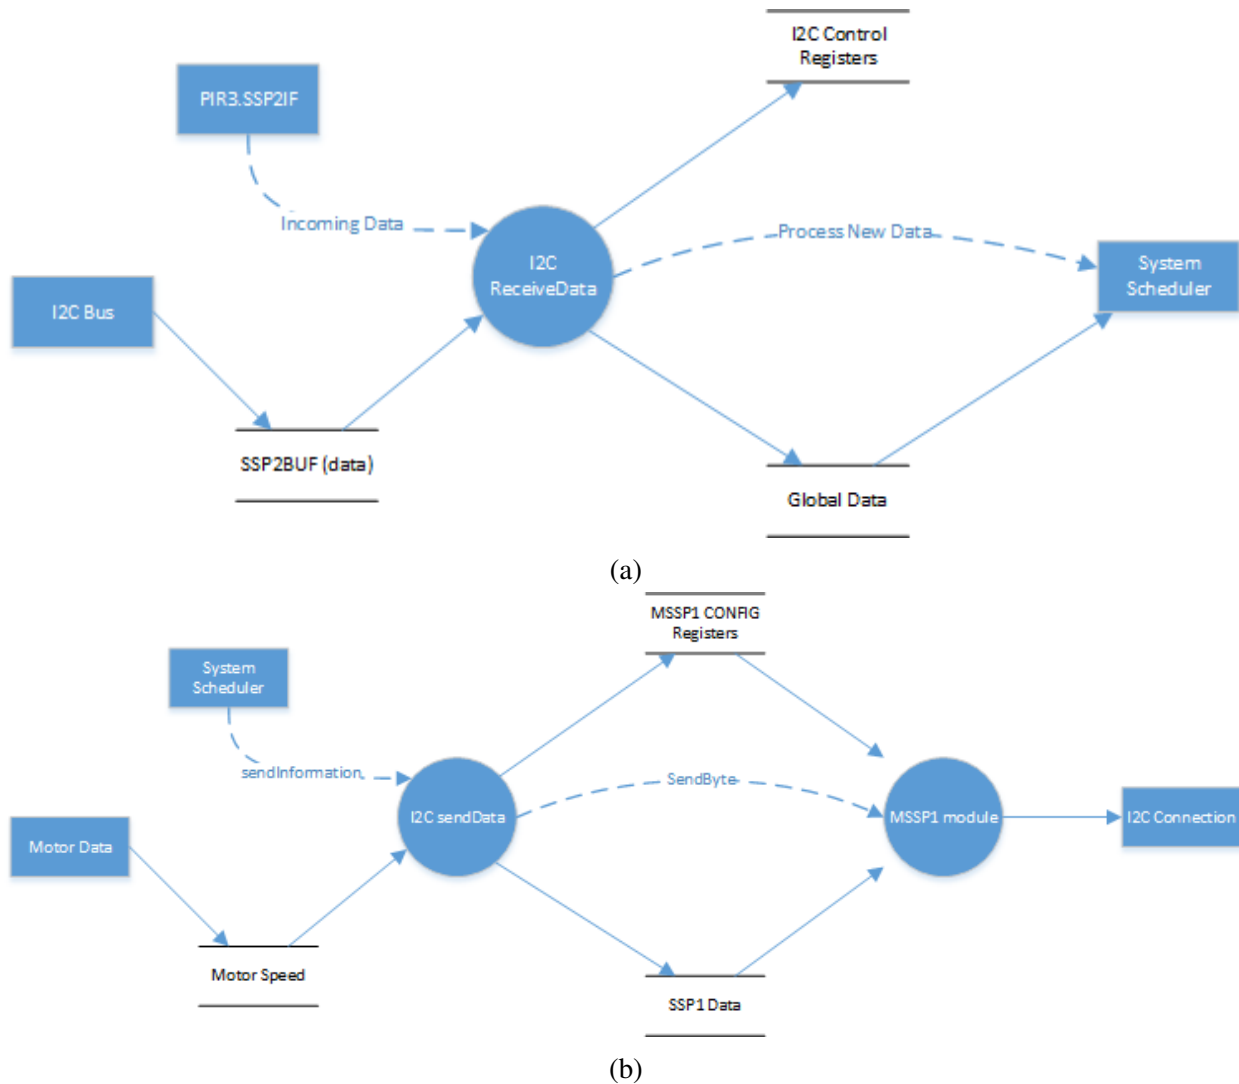 I2C Control
Registers
PIR3.SSP2IF
Incoming Data
Process New Data
I2C
ReceiveData
System
Scheduler
I2C Bus
SSP2BUF (data)
Global Data
(a)
MSSP1 CONFIG
Registers
System
Scheduler
sendInformation
SendByte
I2C sendData
MSSP1 module
I2C Connection
Motor Data
Motor Speed
SSP1 Data
(b)